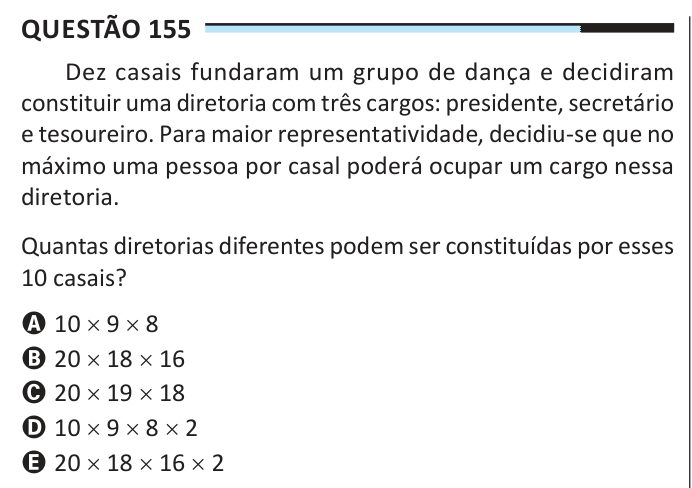 QUESTÃO 155
Dez casais fundaram um grupo de dança e decidiram
constituir uma diretoria com três cargos: presidente, secretário
e tesoureiro. Para maior representatividade, decidiu-se que no
máximo uma pessoa por casal poderá ocupar um cargo nessa
diretoria.
Quantas diretorias diferentes podem ser constituídas por esses
10 casais?
A 10 × 9 × 8
B 20 × 18 × 16
C 20 × 19 × 18
D 10 × 9 × 8 × 2
E 20 × 18 × 16 × 2